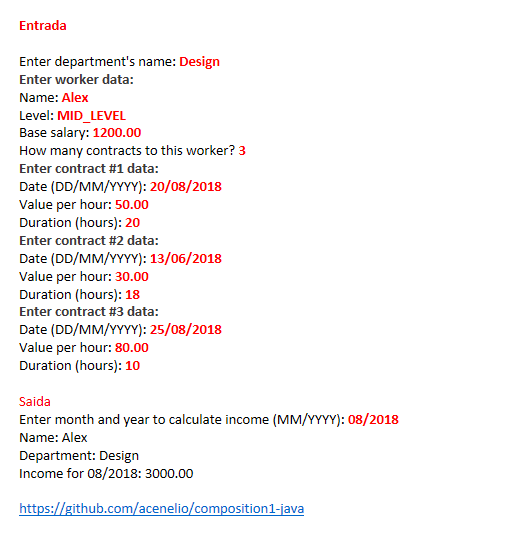 Entrada
Enter department's name: Design
Enter worker data:
Name: Alex
Level: MID_LEVEL
Base salary: 1200.00
How many contracts to this worker? 3
Enter contract #1 data:
Date (DD/MM/YYYY): 20/08/2018
Value per hour: 50.00
Duration (hours): 20
Enter contract #2 data:
Date (DD/MM/YYYY): 13/06/2018
Value per hour: 30.00
Duration (hours): 18
Enter contract #3 data:
Date (DD/MM/YYYY): 25/08/2018
Value per hour: 80.00
Duration (hours): 10
Saida
Enter month and year to calculate income (MM/YYYY): 08/2018
Name: Alex
Department: Design
Income for 08/2018: 3000.00
https://github.com/acenelio/composition1-java